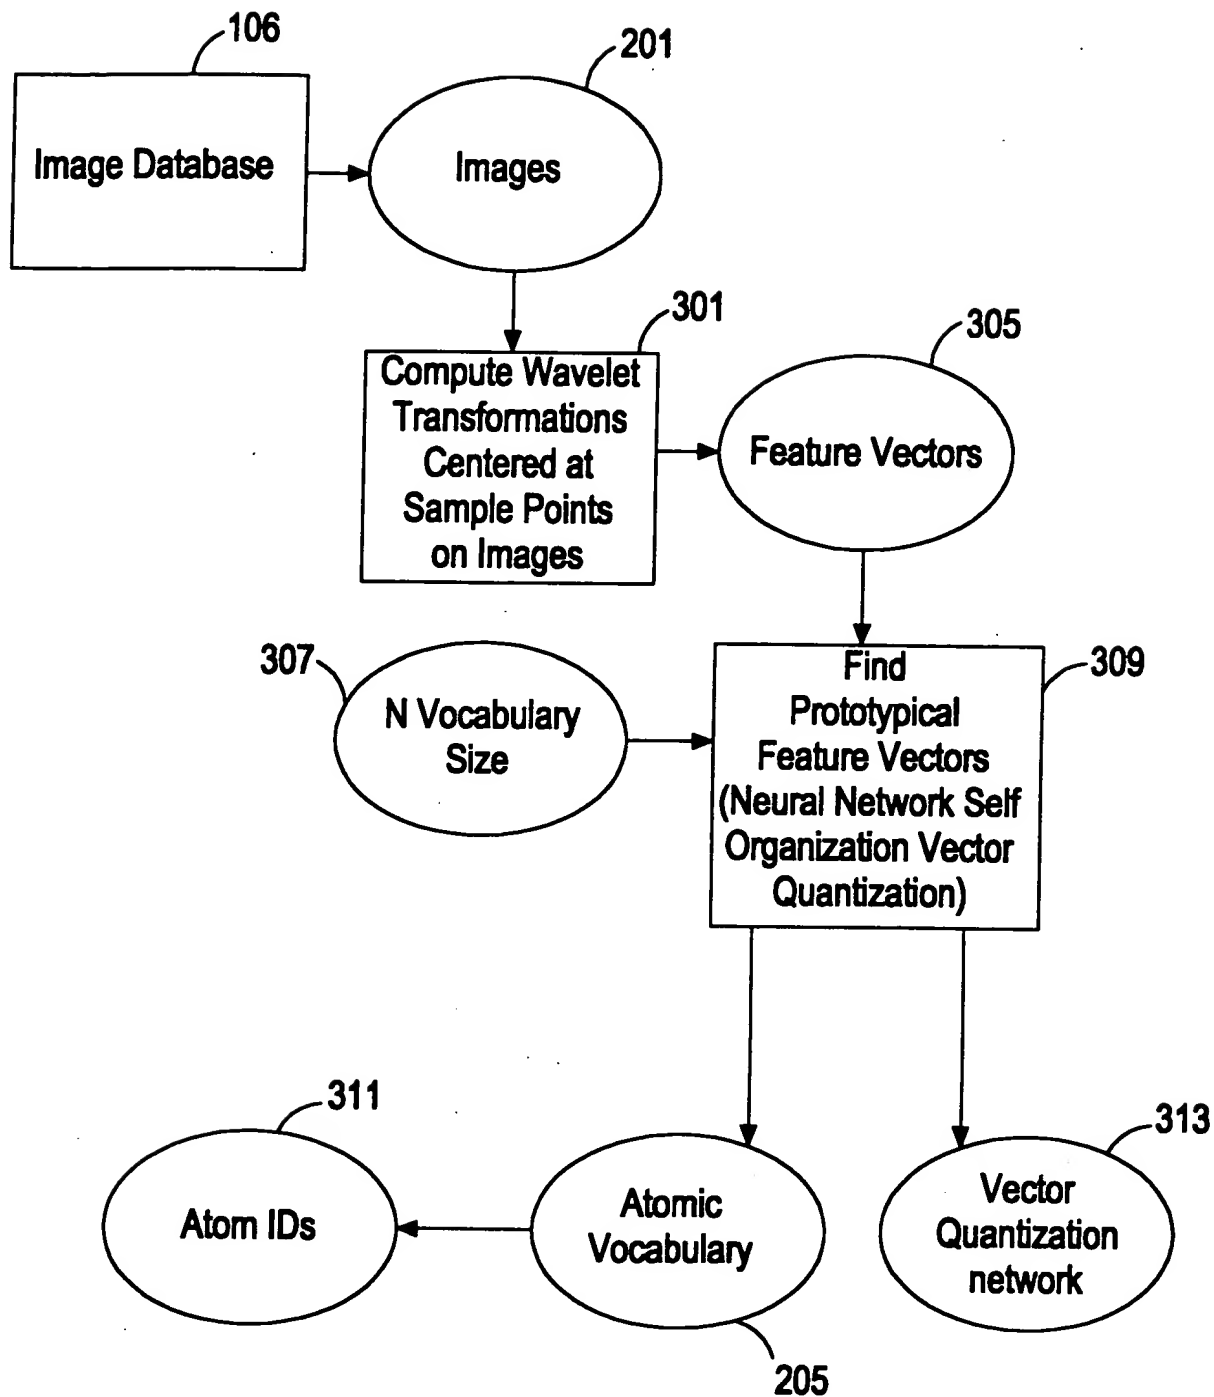 106
201
Image Database
Images
301
305
Compute Wavelet
Transformations
Centered at
Sample Points
on Images
Feature Vectors
307
309
N Vocabulary
Size
Find
Prototypical
Feature Vectors
(Neural Network Self
Organization Vector
Quantization)
311
313
Atom IDs
Atomic
Vocabulary
Vector
Quantization
network
205